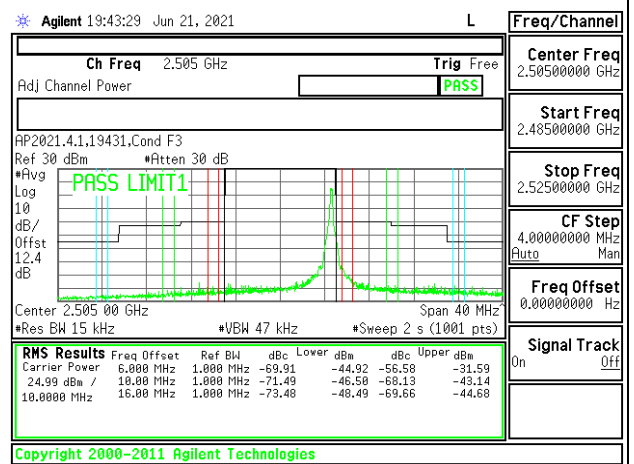 Agilent 19:43:29 Jun 21, 2021 L
Freq/Channel
Ch Freq 2.505 GHz Trig Free
Adj Channel Power PASS
Center Freq
2.50500000 GHz
Start Freq
2.48500000 GHz
Stop Freq
2.52500000 GHz
CF Step
4.00000000 MHz
Auto Man
Freq Offset
0.00000000 Hz
Signal Track
On Off
AP2021.4.1,19431,Cond F3
Ref 30 dBm #Atten 30 dB
#Avg
Log
10
dB/
Offst
12.4
dB
PASS LIMIT1
Center 2.505 00 GHz Span 40 MHz
#Res BW 15 kHz #VBW 47 kHz #Sweep 2 s (1001 pts)
RMS Results Freq Offset Ref BW dBc Lower dBm dBc Upper dBm
Carrier Power 6.000 MHz 1.000 MHz -69.91 -44.92 -56.58 -31.59
24.99 dBm / 10.00 MHz 1.000 MHz -71.49 -46.50 -68.13 -43.14
10.0000 MHz 16.00 MHz 1.000 MHz -73.48 -48.49 -69.66 -44.68
Copyright 2000-2011 Agilent Technologies